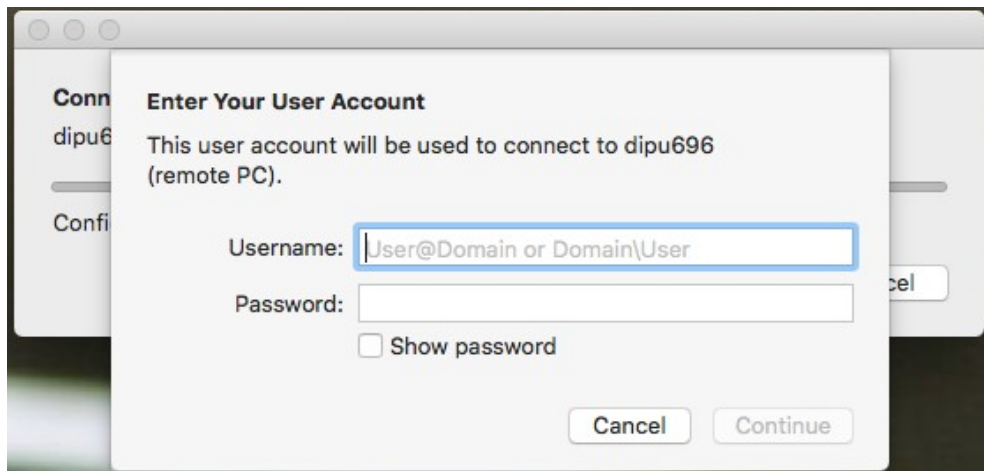 Conn
Enter Your User Account
dipu6
This user account will be used to connect to dipu696
(remote PC).
Confi
Username: User@Domain or Domain\User
Password:
cel
Show password
Cancel Continue